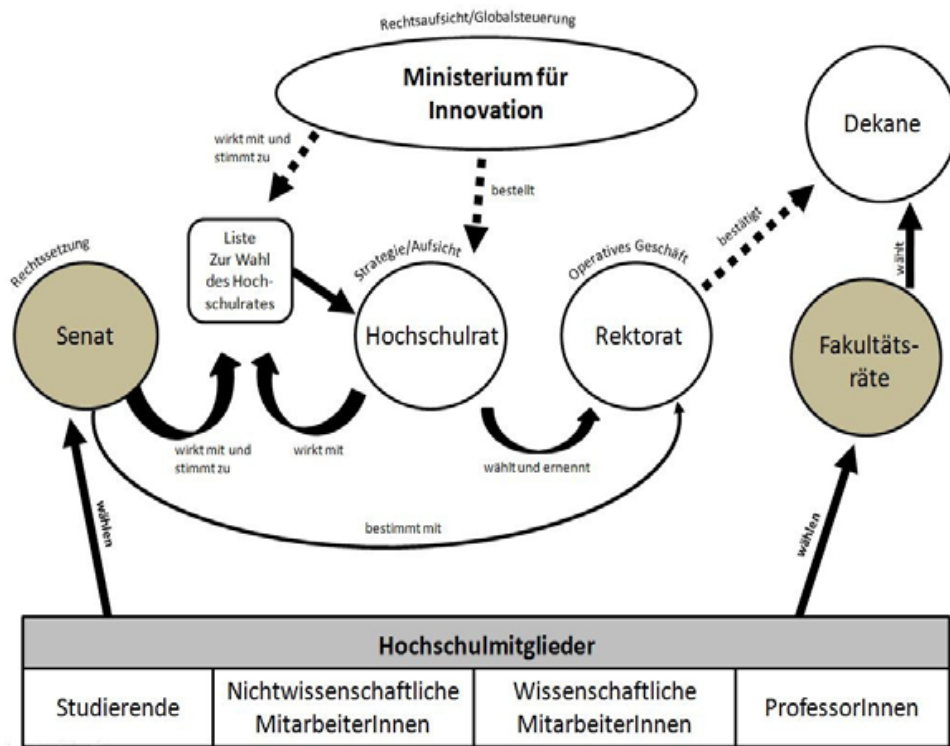 Rechtsaufsicht/Globalsteuerung
Ministerium für
Innovation
Dekane
wirkt mit und
stimmt zu
bestellt
bestätigt
wählt
Liste
Zur Wahl
des Hoch-
schulrates
Rechtssetzung
Senat
Strategie/Aufsicht
Hochschulrat
Operatives Geschäft
Rektorat
Fakultäts-
räte
wirkt mit und
stimmt zu
wirkt mit
wählt und ernennt
bestimmt mit
wählen
wählen
Hochschulmitglieder
Studierende
Nichtwissenschaftliche
MitarbeiterInnen
Wissenschaftliche
MitarbeiterInnen
ProfessorInnen